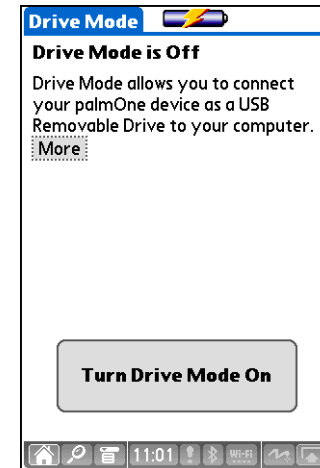 Drive Mode
Drive Mode is Off
Drive Mode allows you to connect
your palmOne device as a USB
Removable Drive to your computer.
More
Turn Drive Mode On
11:01
Wi-Fi